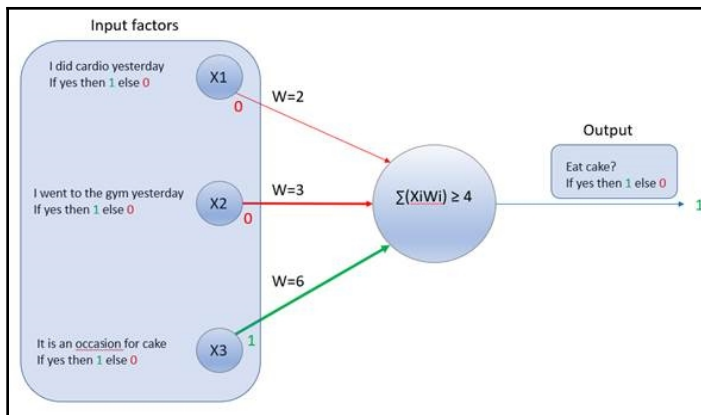 Input factors
I did cardio yesterday
If yes then 1 else 0
X1
0
W=2
I went to the gym yesterday
If yes then 1 else 0
X2
0
W=3
It is an occasion for cake
If yes then 1 else 0
X3
1
W=6
∑(XiWi) ≥ 4
Output
Eat cake?
If yes then 1 else 0
1